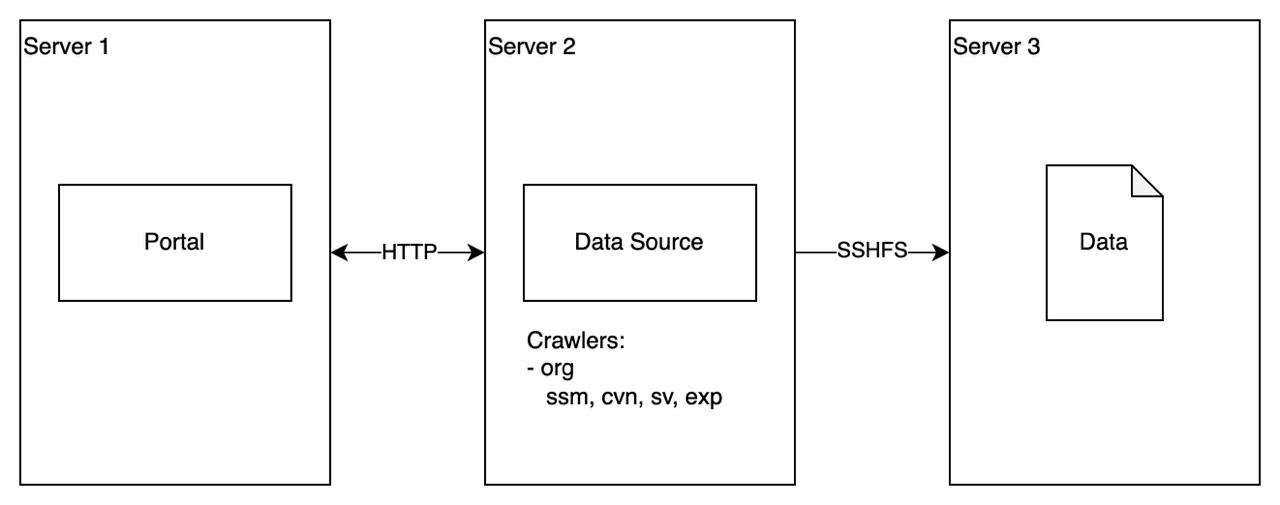 Server 1
Server 2
Server 3
Portal
HTTP
Data Source
SSHFS
Data
Crawlers:
- org
ssm, cvn, sv, exp